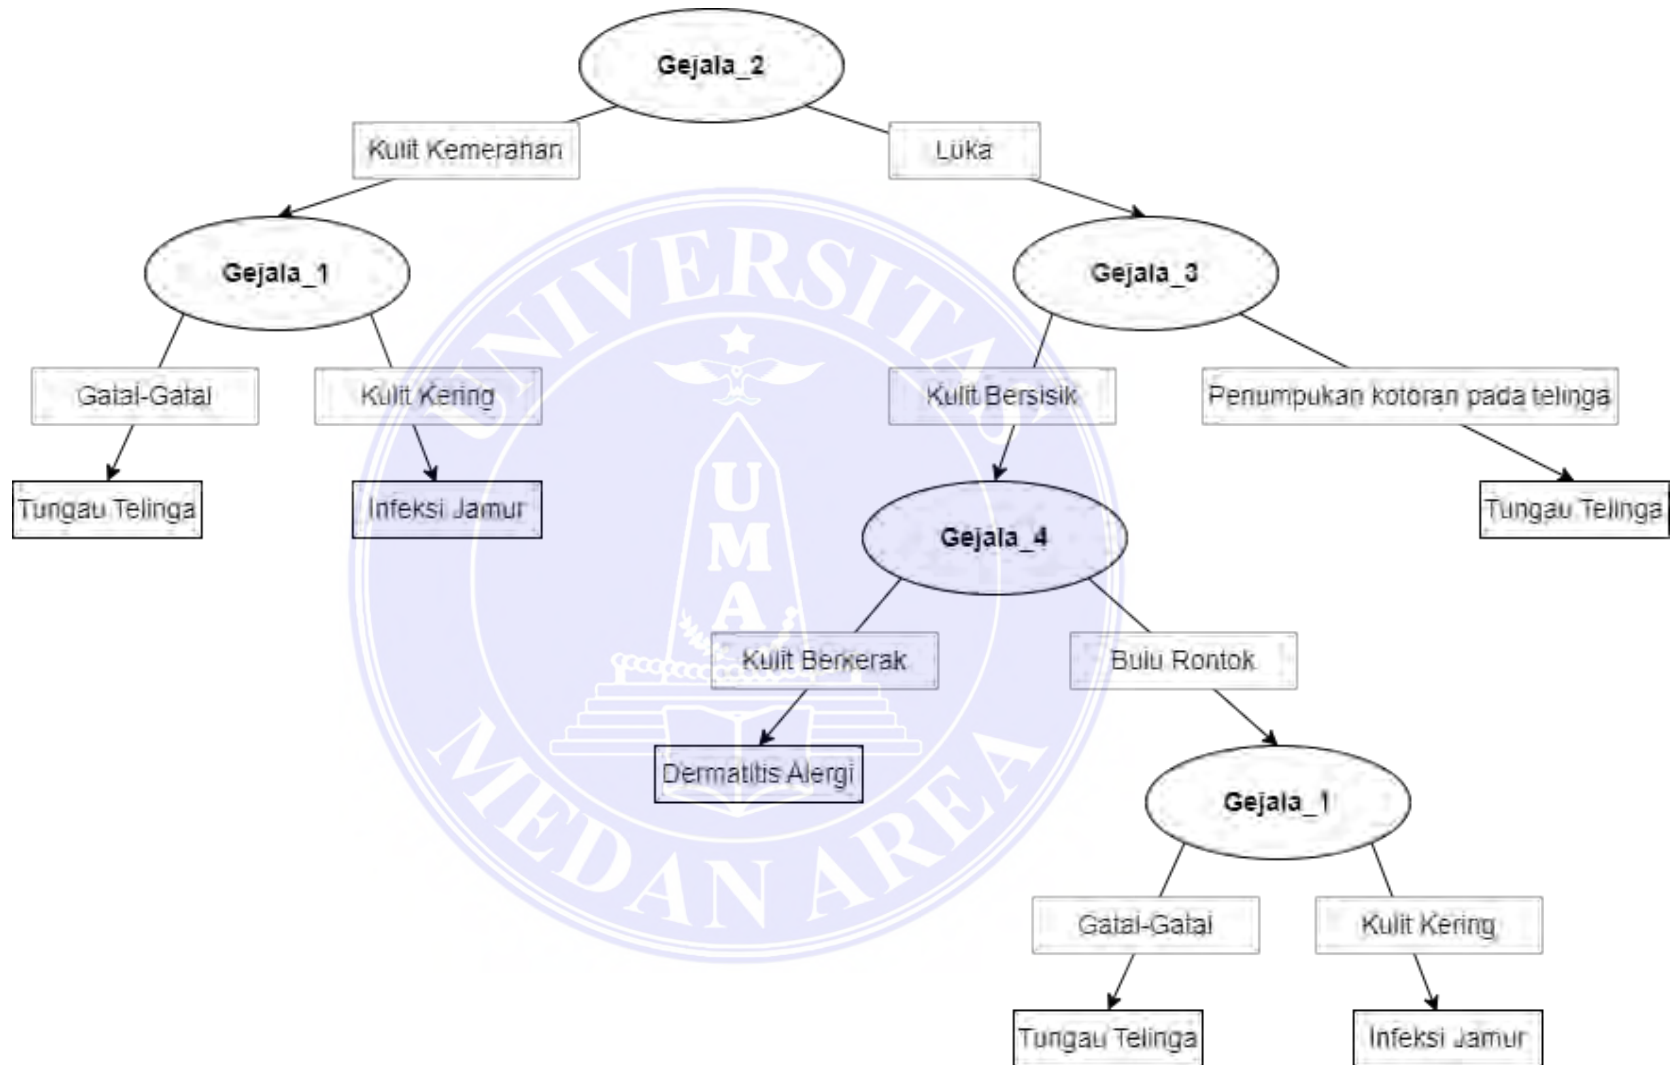 Gejala_2
Kulit Kemerahan
Luka
Gejala_1
Gejala_3
Gatal-Gatal
Kulit Kering
Kulit Bersisik
Penumpukan kotoran pada telinga
Tungau Telinga
Infeksi Jamur
Gejala_4
Tungau Telinga
Kulit Berkerak
Bulu Rontok
Dermatitis Alergi
Gejala_1
Gatal-Gatal
Kulit Kering
Tungau Telinga
Infeksi Jamur
UNIVERSITAS
MEDAN AREA
UMA